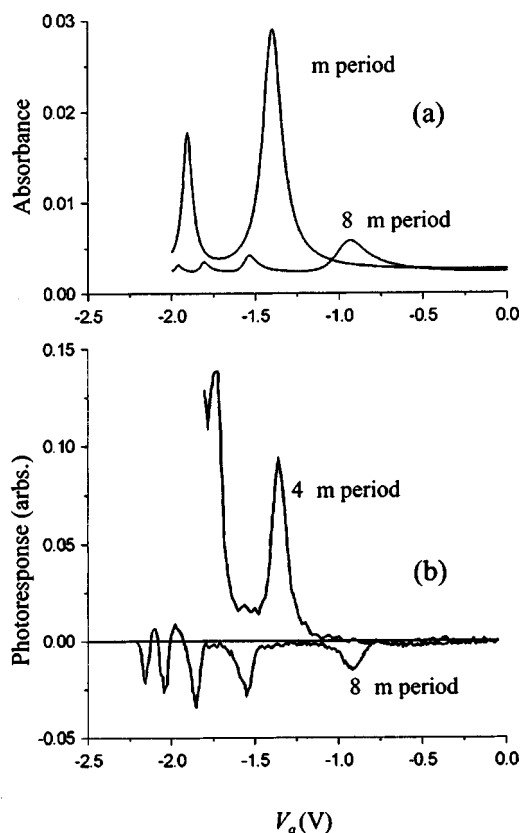 0.03
m period
(a)
0.02
Absorbance
0.01
8 m period
0.00
-2.5 -2.0 -1.5 -1.0 -0.5 0.0
0.15
0.10
4 m period
Photoresponse (arbs.)
0.05
(b)
0.00
8 m period
-0.05
-2.5 -2.0 -1.5 -1.0 -0.5 0.0
Vg(V)